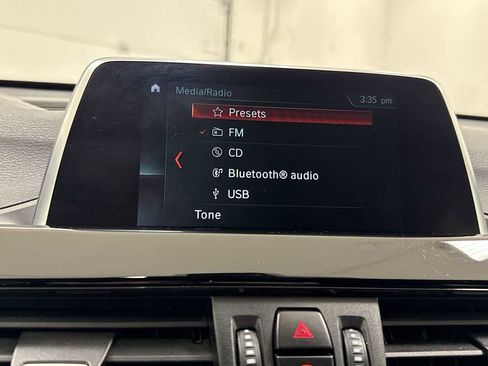 Media/Radio
3:35 pm
Presets
FM
CD
Bluetooth® audio
USB
Tone